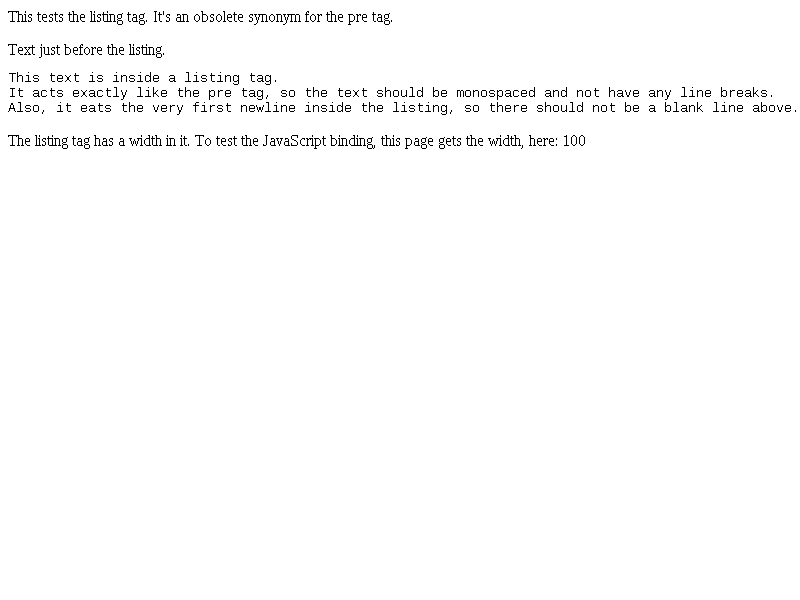 This tests the listing tag. It's an obsolete synonym for the pre tag.
Text just before the listing.
This text is inside a listing tag.
It acts exactly like the pre tag, so the text should be monospaced and not have any line breaks.
Also, it eats the very first newline inside the listing, so there should not be a blank line above.
The listing tag has a width in it. To test the JavaScript binding, this page gets the width, here: 100